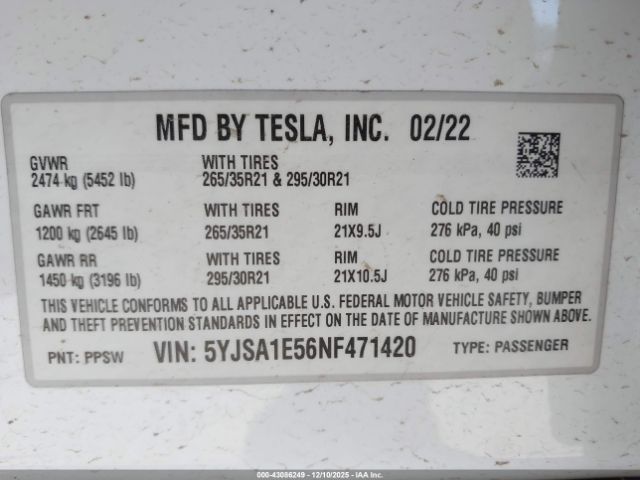 MFD BY TESLA, INC. 02/22
GVWR WITH TIRES
2474 kg (5452 lb) 265/35R21 & 295/30R21
GAWR FRT WITH TIRES RIM COLD TIRE PRESSURE
1200 kg (2645 lb) 265/35R21 21X9.5J 276 kPa, 40 psi
GAWR RR WITH TIRES RIM COLD TIRE PRESSURE
1450 kg (3196 lb) 295/30R21 21X10.5J 276 kPa, 40 psi
THIS VEHICLE CONFORMS TO ALL APPLICABLE U.S. FEDERAL MOTOR VEHICLE SAFETY, BUMPER
AND THEFT PREVENTION STANDARDS IN EFFECT ON THE DATE OF MANUFACTURE SHOWN ABOVE.
PNT: PPSW VIN: 5YJSA1E56NF471420 TYPE: PASSENGER
000-43086249 - 12/10/2025 - IAA Inc.